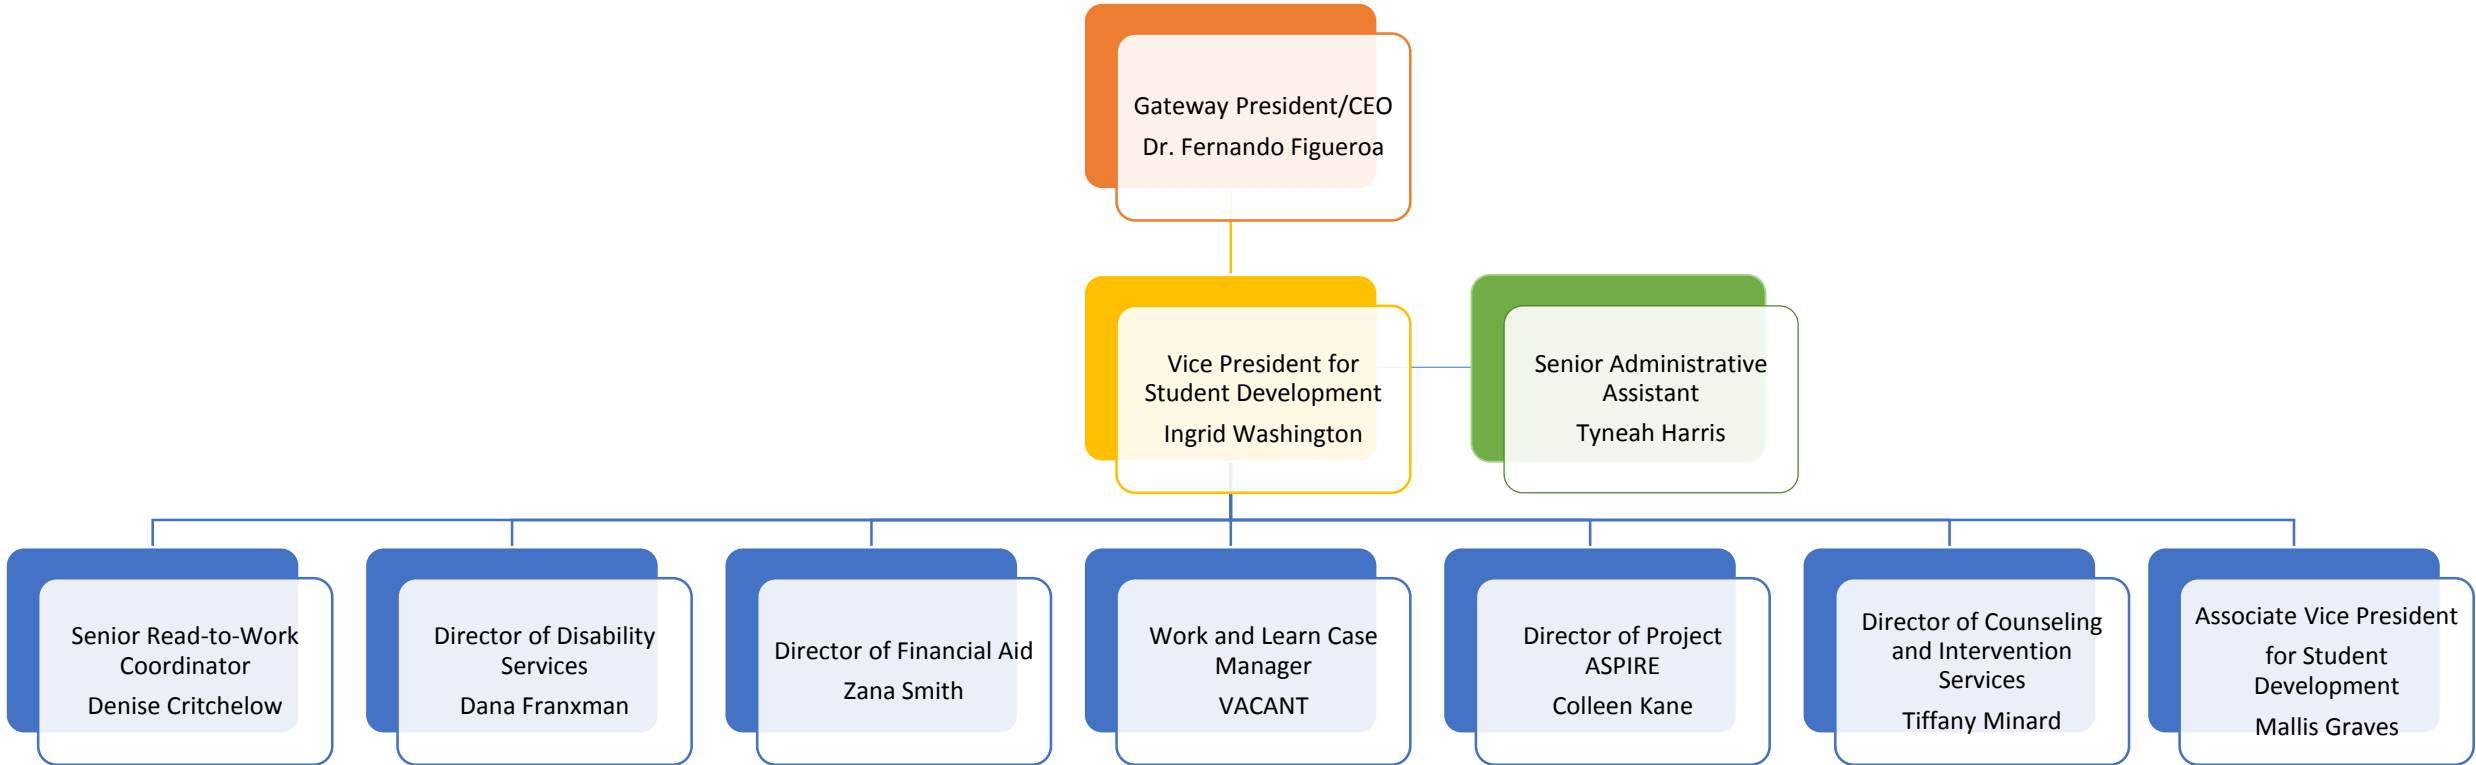 Gateway President/CEO
Dr. Fernando Figueroa
Vice President for
Student Development
Ingrid Washington
Senior Administrative
Assistant
Tyneah Harris
Senior Read-to-Work
Coordinator
Denise Critchelow
Director of Disability
Services
Dana Franxman
Director of Financial Aid
Zana Smith
Work and Learn Case
Manager
VACANT
Director of Project
ASPIRE
Colleen Kane
Director of Counseling
and Intervention
Services
Tiffany Minard
Associate Vice President
for Student
Development
Mallis Graves